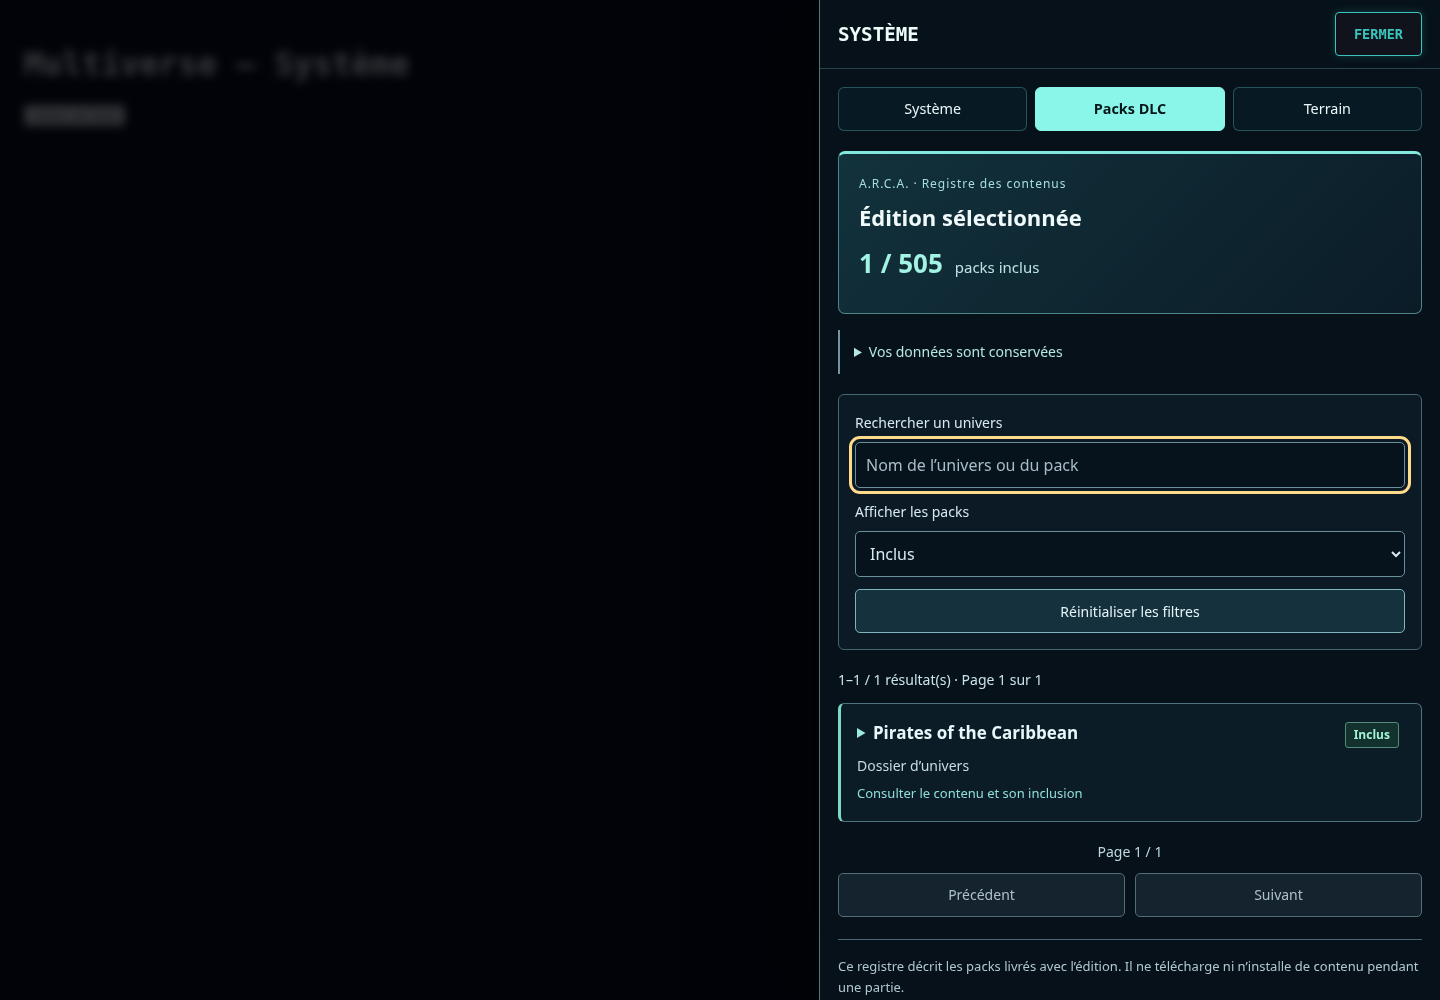 Multiverse — Système
SYSTÈME
FERMER
Système
Packs DLC
Terrain
A.R.C.A. · Registre des contenus
Édition sélectionnée
1 / 505 packs inclus
▶ Vos données sont conservées
Rechercher un univers
Nom de l’univers ou du pack
Afficher les packs
Inclus
Réinitialiser les filtres
1–1 / 1 résultat(s) · Page 1 sur 1
▶ Pirates of the Caribbean
Inclus
Dossier d’univers
Consulter le contenu et son inclusion
Page 1 / 1
Précédent
Suivant
Ce registre décrit les packs livrés avec l’édition. Il ne télécharge ni n’installe de contenu pendant
une partie.